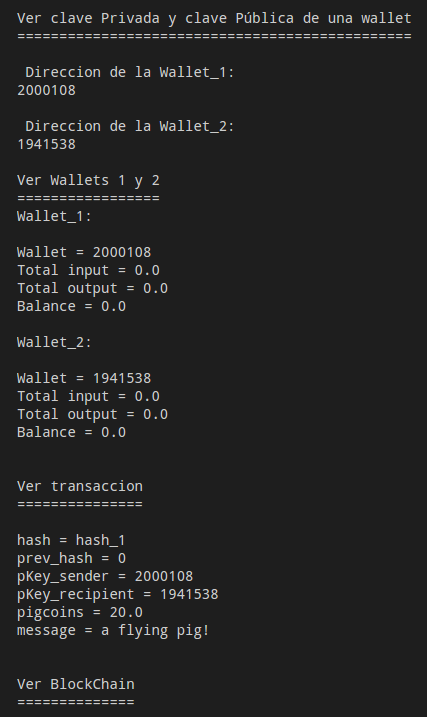 Ver clave Privada y clave Pública de una wallet
===============================================
Direccion de la Wallet_1:
2000108
Direccion de la Wallet_2:
1941538
Ver Wallets 1 y 2
=================
Wallet_1:
Wallet = 2000108
Total input = 0.0
Total output = 0.0
Balance = 0.0
Wallet_2:
Wallet = 1941538
Total input = 0.0
Total output = 0.0
Balance = 0.0
Ver transaccion
===============
hash = hash_1
prev_hash = 0
pKey_sender = 2000108
pKey_recipient = 1941538
pigcoins = 20.0
message = a flying pig!
Ver BlockChain
==============